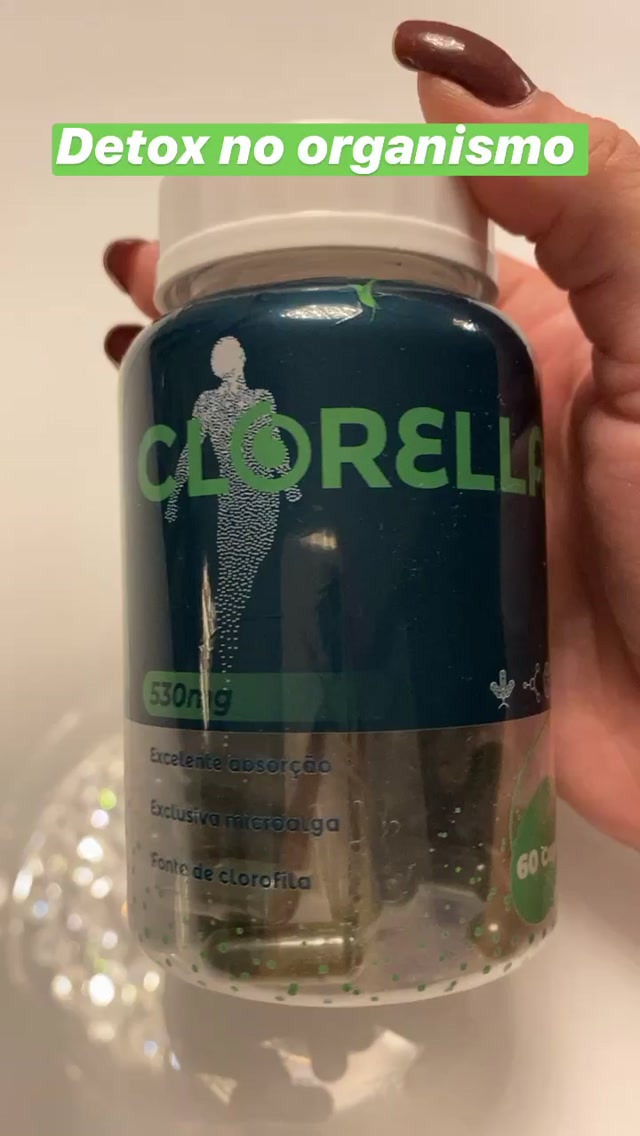 Detox no organismo
CLORELLA
530mg
Excelente absorção
Exclusiva microalga
Fonte de clorofila
60